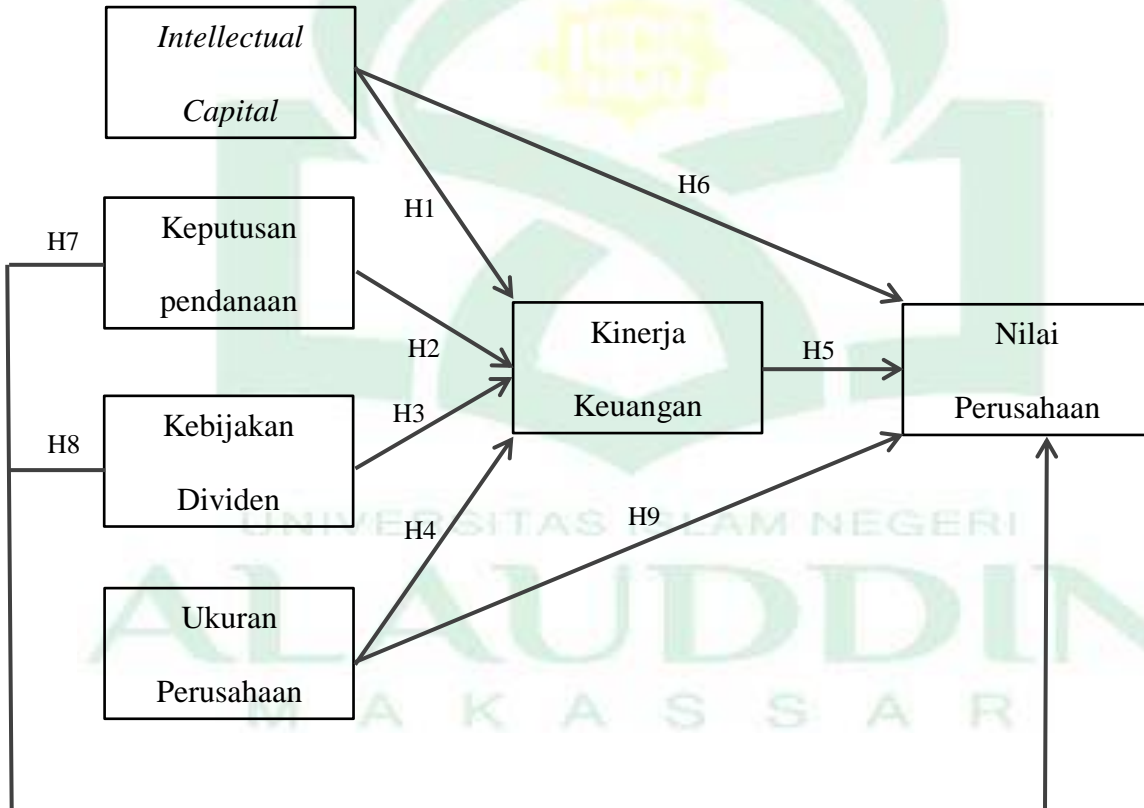 Intellectual
Capital
H6
H1
Keputusan
pendanaan
H7
H2
Kinerja
Keuangan
H5
Nilai
Perusahaan
Kebijakan
Dividen
H8
H3
H4
H9
UNIVERSITAS ISLAM NEGERI
ALAUDDIN
Ukuran
Perusahaan
MAKASSAR